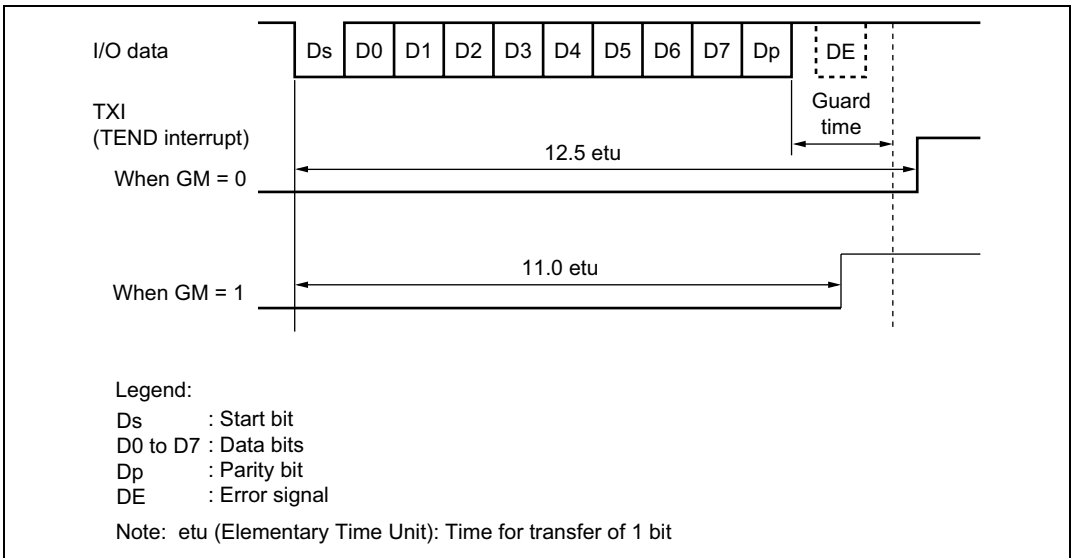 I/O data
Ds D0 D1 D2 D3 D4 D5 D6 D7 Dp DE
Guard
time
TXI
(TEND interrupt)
12.5 etu
When GM = 0
11.0 etu
When GM = 1
Legend:
Ds : Start bit
D0 to D7 : Data bits
Dp : Parity bit
DE : Error signal
Note: etu (Elementary Time Unit): Time for transfer of 1 bit